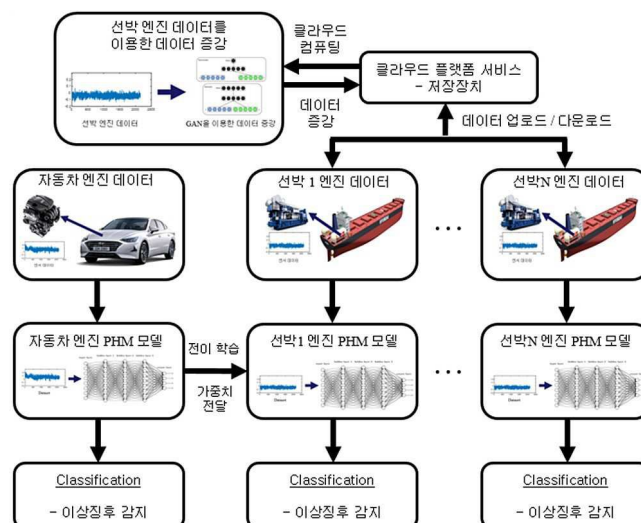 선박 엔진 데이터를
이용한 데이터 증강
선박 엔진 데이터
GAN을 이용한 데이터 증강
클라우드
컴퓨팅
데이터
증강
클라우드 플랫폼 서비스
– 저장장치
데이터 업로드 / 다운로드
자동차 엔진 데이터
선박 1 엔진 데이터
...
선박N 엔진 데이터
자동차 엔진 PHM 모델
Dataset
전이 학습
가중치
전달
선박1 엔진 PHM 모델
Dataset
...
선박N 엔진 PHM 모델
Dataset
Classification
– 이상징후 감지
Classification
– 이상징후 감지
Classification
– 이상징후 감지